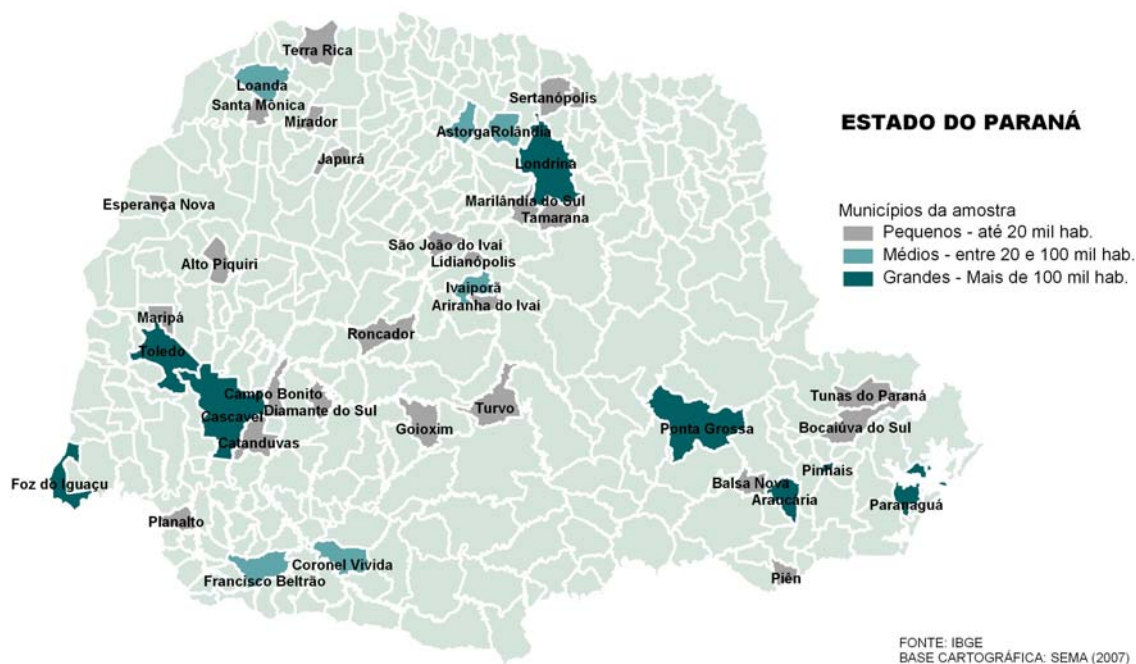 Terra Rica
Loanda
Santa Mônica
Mirador
Sertanópolis
Astorga
Rolândia
Japurá
Londrina
Esperança Nova
Marilândia do Sul
Tamarana
São João do Ivai
Lidianópolis
Alto Piquiri
Ivaiporã
Ariranha do Ivaí
Maripá
Roncador
Toledo
Campo Bonito
Diamante do Sul
Cascavel
Catanduvas
Goioxim
Turvo
Tunas do Paraná
Bocaiúva do Sul
Ponta Grossa
Pinhais
Foz do Iguaçu
Balsa Nova
Araucária
Paranaguá
Planalto
Coronel Vivida
Francisco Beltrão
Piên
ESTADO DO PARANÁ
Municípios da amostra
Pequenos - até 20 mil hab.
Médios - entre 20 e 100 mil hab.
Grandes - Mais de 100 mil hab.
FONTE: IBGE
BASE CARTOGRÁFICA: SEMA (2007)